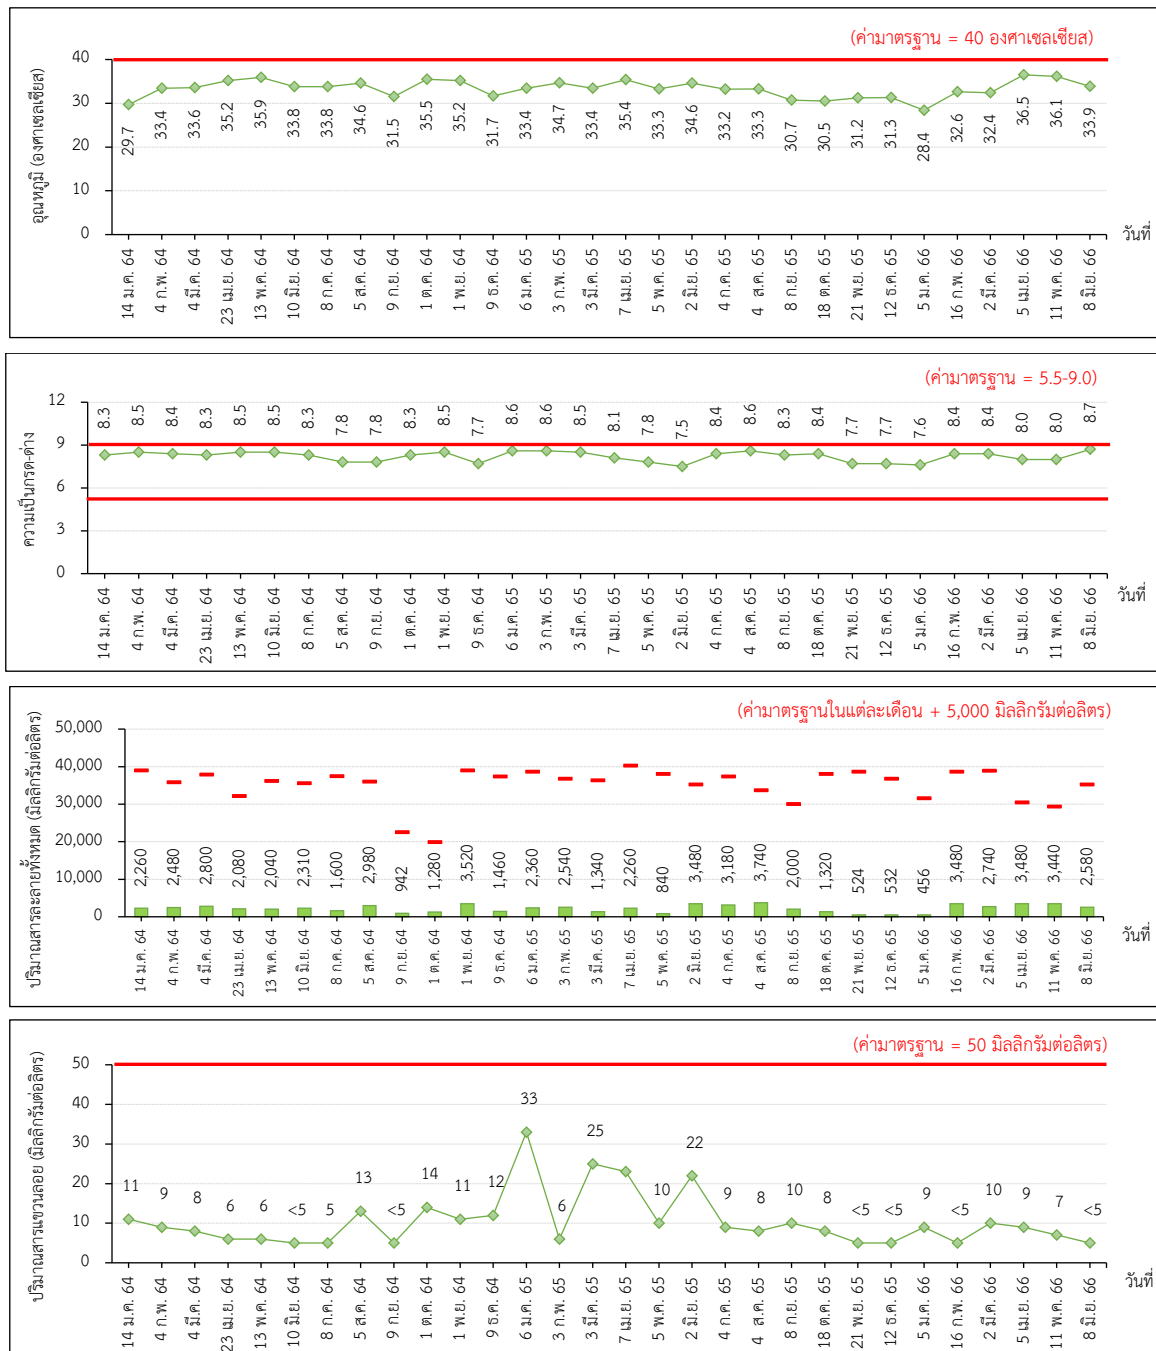 (ค่ามาตรฐาน = 40 องศาเซลเซียส)
อุณหภูมิ (องศาเซลเซียส)
40
30
20
10
0
29.7 33.4 33.6 35.2 35.9 33.8 33.8 34.6 31.5 35.5 35.2 31.7 33.4 34.7 33.4 35.4 33.3 34.6 33.2 33.3 30.7 30.5 31.2 31.3 28.4 32.6 32.4 36.5 36.1 33.9
วันที่
14 ม.ค. 64 4 ก.พ. 64 4 มี.ค. 64 23 เม.ย. 64 13 พ.ค. 64 10 มิ.ย. 64 8 ก.ค. 64 5 ส.ค. 64 9 ก.ย. 64 1 ต.ค. 64 1 พ.ย. 64 9 ธ.ค. 64 6 ม.ค. 65 3 ก.พ. 65 3 มี.ค. 65 7 เม.ย. 65 5 พ.ค. 65 2 มิ.ย. 65 4 ก.ค. 65 4 ส.ค. 65 8 ก.ย. 65 18 ต.ค. 65 21 พ.ย. 65 12 ธ.ค. 65 5 ม.ค. 66 16 ก.พ. 66 2 มี.ค. 66 5 เม.ย. 66 11 พ.ค. 66 8 มิ.ย. 66
(ค่ามาตรฐาน = 5.5-9.0)
ความเป็นกรด-ด่าง
12
9
6
3
0
8.3 8.5 8.4 8.3 8.5 8.5 8.3 7.8 7.8 8.3 8.5 7.7 8.6 8.6 8.5 8.1 7.8 7.5 8.4 8.6 8.3 8.4 7.7 7.7 7.6 8.4 8.4 8.0 8.0 8.7
วันที่
14 ม.ค. 64 4 ก.พ. 64 4 มี.ค. 64 23 เม.ย. 64 13 พ.ค. 64 10 มิ.ย. 64 8 ก.ค. 64 5 ส.ค. 64 9 ก.ย. 64 1 ต.ค. 64 1 พ.ย. 64 9 ธ.ค. 64 6 ม.ค. 65 3 ก.พ. 65 3 มี.ค. 65 7 เม.ย. 65 5 พ.ค. 65 2 มิ.ย. 65 4 ก.ค. 65 4 ส.ค. 65 8 ก.ย. 65 18 ต.ค. 65 21 พ.ย. 65 12 ธ.ค. 65 5 ม.ค. 66 16 ก.พ. 66 2 มี.ค. 66 5 เม.ย. 66 11 พ.ค. 66 8 มิ.ย. 66
(ค่ามาตรฐานในแต่ละเดือน + 5,000 มิลลิกรัมต่อลิตร)
ปริมาณสารละลายทั้งหมด (มิลลิกรัมต่อลิตร)
50,000
40,000
30,000
20,000
10,000
0
2,260 2,480 2,800 2,080 2,040 2,310 1,600 2,980 942 1,280 3,520 1,460 2,360 2,540 1,340 2,260 840 3,480 3,180 3,740 2,000 1,320 524 532 456 3,480 2,740 3,480 3,440 2,580
วันที่
14 ม.ค. 64 4 ก.พ. 64 4 มี.ค. 64 23 เม.ย. 64 13 พ.ค. 64 10 มิ.ย. 64 8 ก.ค. 64 5 ส.ค. 64 9 ก.ย. 64 1 ต.ค. 64 1 พ.ย. 64 9 ธ.ค. 64 6 ม.ค. 65 3 ก.พ. 65 3 มี.ค. 65 7 เม.ย. 65 5 พ.ค. 65 2 มิ.ย. 65 4 ก.ค. 65 4 ส.ค. 65 8 ก.ย. 65 18 ต.ค. 65 21 พ.ย. 65 12 ธ.ค. 65 5 ม.ค. 66 16 ก.พ. 66 2 มี.ค. 66 5 เม.ย. 66 11 พ.ค. 66 8 มิ.ย. 66
(ค่ามาตรฐาน = 50 มิลลิกรัมต่อลิตร)
ปริมาณสารแขวนลอย (มิลลิกรัมต่อลิตร)
50
40
30
20
10
0
11 9 8 6 6 <5 5 13 <5 14 11 12 33 6 25 10 22 9 8 10 8 <5 <5 9 <5 10 9 7 <5
วันที่
14 ม.ค. 64 4 ก.พ. 64 4 มี.ค. 64 23 เม.ย. 64 13 พ.ค. 64 10 มิ.ย. 64 8 ก.ค. 64 5 ส.ค. 64 9 ก.ย. 64 1 ต.ค. 64 1 พ.ย. 64 9 ธ.ค. 64 6 ม.ค. 65 3 ก.พ. 65 3 มี.ค. 65 7 เม.ย. 65 5 พ.ค. 65 2 มิ.ย. 65 4 ก.ค. 65 4 ส.ค. 65 8 ก.ย. 65 18 ต.ค. 65 21 พ.ย. 65 12 ธ.ค. 65 5 ม.ค. 66 16 ก.พ. 66 2 มี.ค. 66 5 เม.ย. 66 11 พ.ค. 66 8 มิ.ย. 66